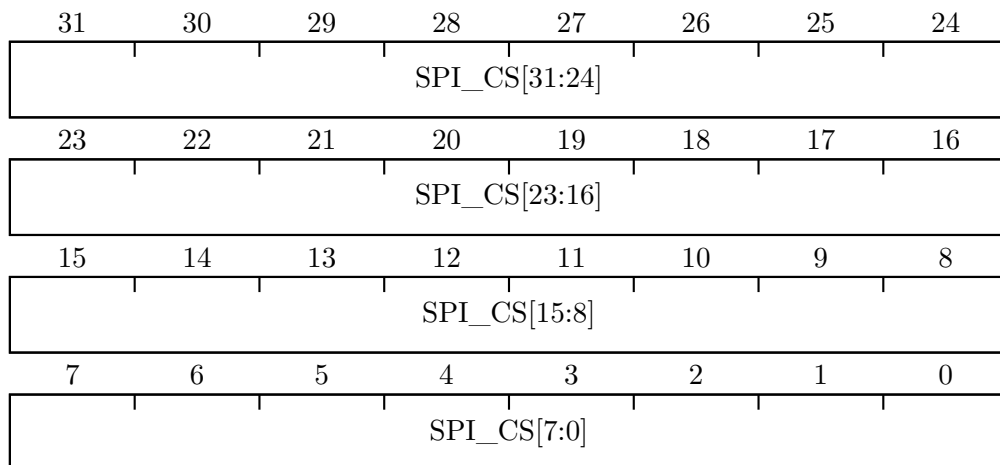 31 30 29 28 27 26 25 24
SPI_CS[31:24]
23 22 21 20 19 18 17 16
SPI_CS[23:16]
15 14 13 12 11 10 9 8
SPI_CS[15:8]
7 6 5 4 3 2 1 0
SPI_CS[7:0]